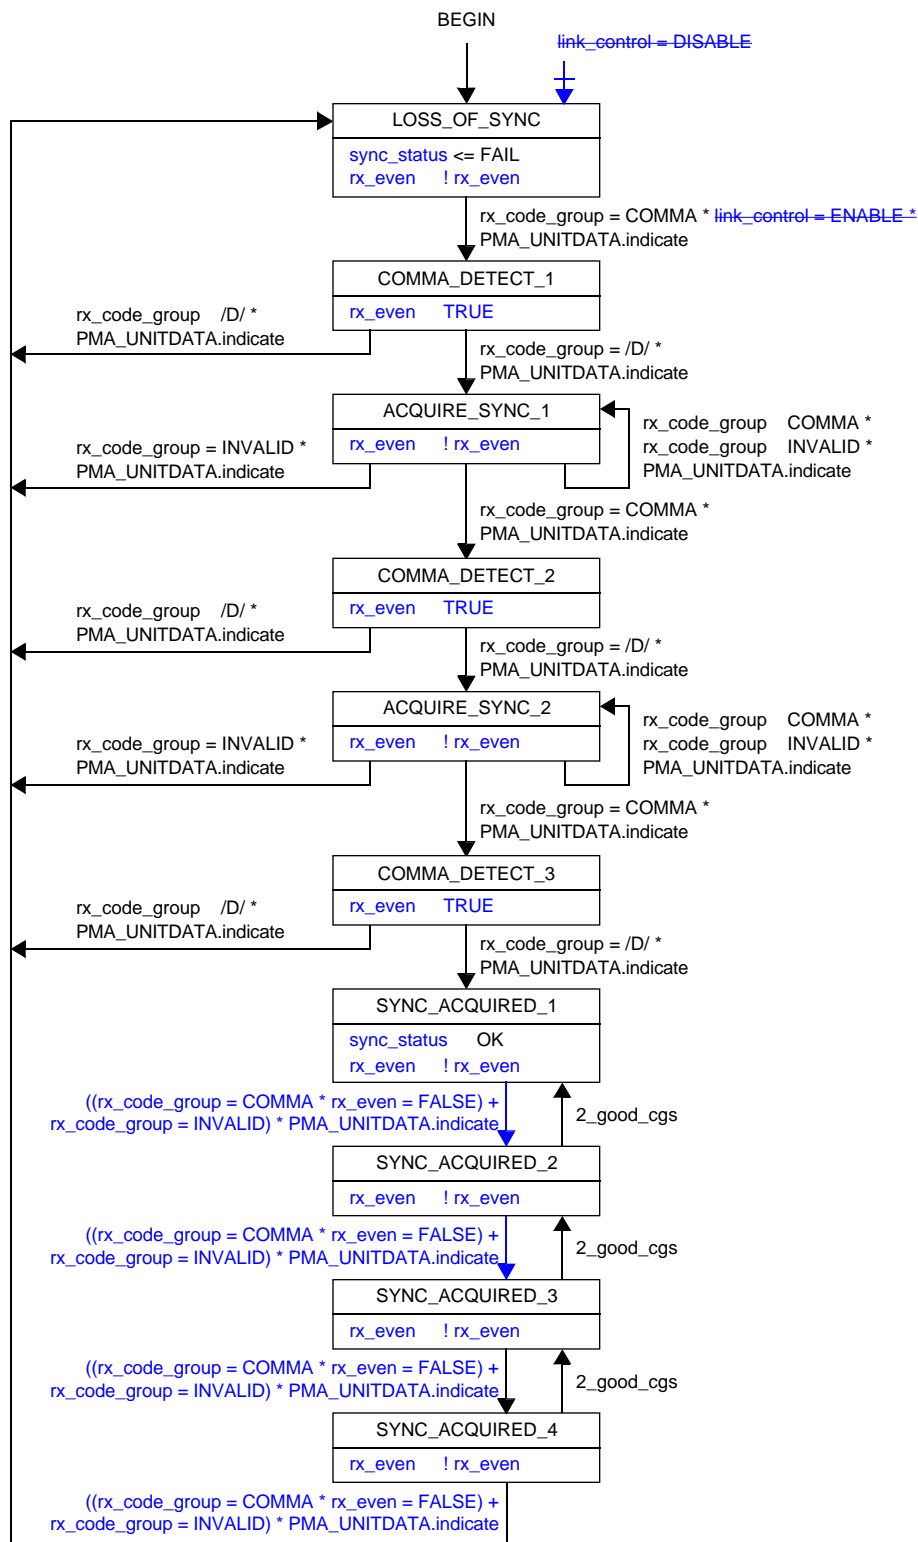 BEGIN
link_control = DISABLE
LOSS_OF_SYNC
sync_status <= FAIL
rx_even ! rx_even
rx_code_group = COMMA * link_control = ENABLE *
PMA_UNITDATA.indicate
COMMA_DETECT_1
rx_even TRUE
rx_code_group /D/ *
PMA_UNITDATA.indicate
rx_code_group = /D/ *
PMA_UNITDATA.indicate
ACQUIRE_SYNC_1
rx_even ! rx_even
rx_code_group = INVALID *
PMA_UNITDATA.indicate
rx_code_group COMMA *
rx_code_group INVALID *
PMA_UNITDATA.indicate
rx_code_group = COMMA *
PMA_UNITDATA.indicate
COMMA_DETECT_2
rx_even TRUE
rx_code_group /D/ *
PMA_UNITDATA.indicate
rx_code_group = /D/ *
PMA_UNITDATA.indicate
ACQUIRE_SYNC_2
rx_even ! rx_even
rx_code_group = INVALID *
PMA_UNITDATA.indicate
rx_code_group COMMA *
rx_code_group INVALID *
PMA_UNITDATA.indicate
rx_code_group = COMMA *
PMA_UNITDATA.indicate
COMMA_DETECT_3
rx_even TRUE
rx_code_group /D/ *
PMA_UNITDATA.indicate
rx_code_group = /D/ *
PMA_UNITDATA.indicate
SYNC_ACQUIRED_1
sync_status OK
rx_even ! rx_even
((rx_code_group = COMMA * rx_even = FALSE) +
rx_code_group = INVALID) * PMA_UNITDATA.indicate
2_good_cgs
SYNC_ACQUIRED_2
rx_even ! rx_even
((rx_code_group = COMMA * rx_even = FALSE) +
rx_code_group = INVALID) * PMA_UNITDATA.indicate
2_good_cgs
SYNC_ACQUIRED_3
rx_even ! rx_even
((rx_code_group = COMMA * rx_even = FALSE) +
rx_code_group = INVALID) * PMA_UNITDATA.indicate
2_good_cgs
SYNC_ACQUIRED_4
rx_even ! rx_even
((rx_code_group = COMMA * rx_even = FALSE) +
rx_code_group = INVALID) * PMA_UNITDATA.indicate